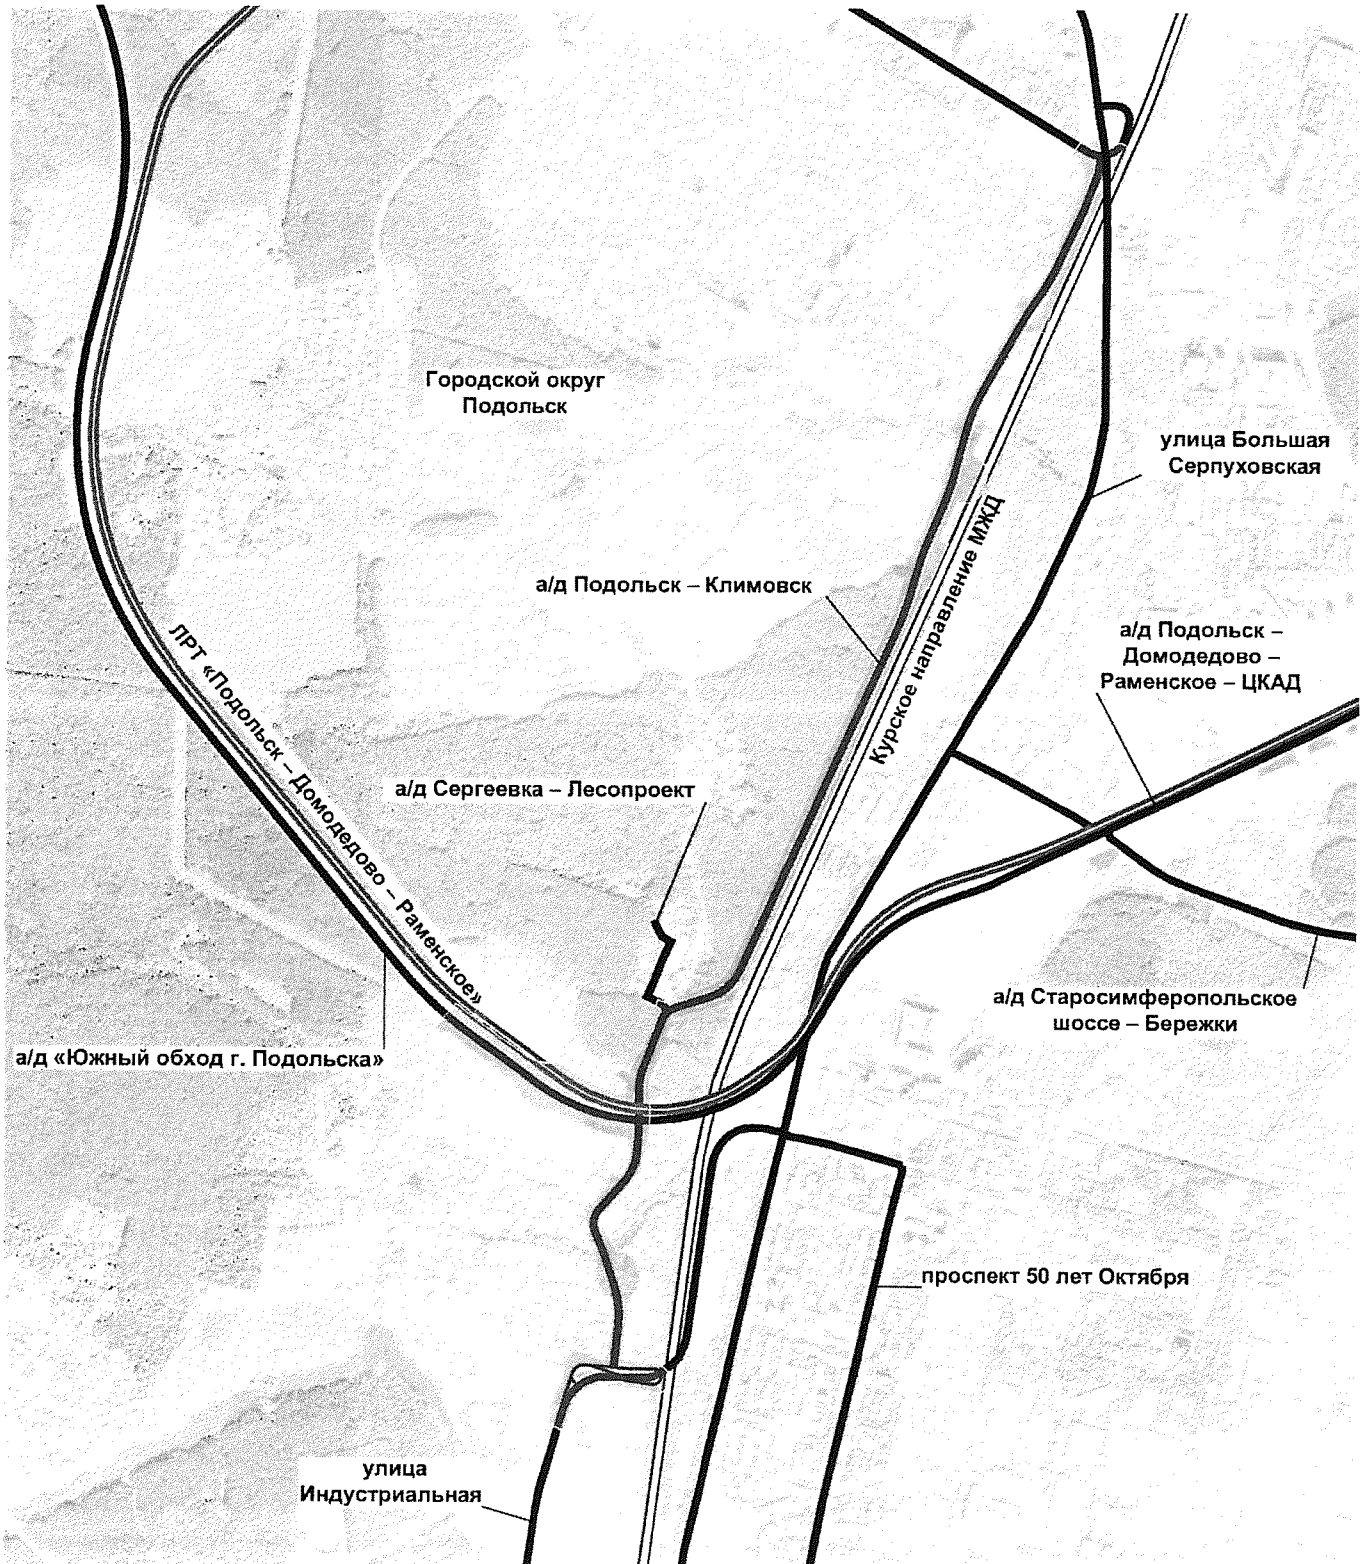 Городской округ
Подольск
улица Большая
Серпуховская
Курское направление МЖД
а/д Подольск – Климовск
а/д Подольск –
Домодедово –
Раменское – ЦКАД
ЛРТ «Подольск – Домодедово – Раменское»
а/д Сергеевка – Лесопроект
а/д Старосимферопольское
шоссе – Бережки
а/д «Южный обход г. Подольска»
проспект 50 лет Октября
улица
Индустриальная